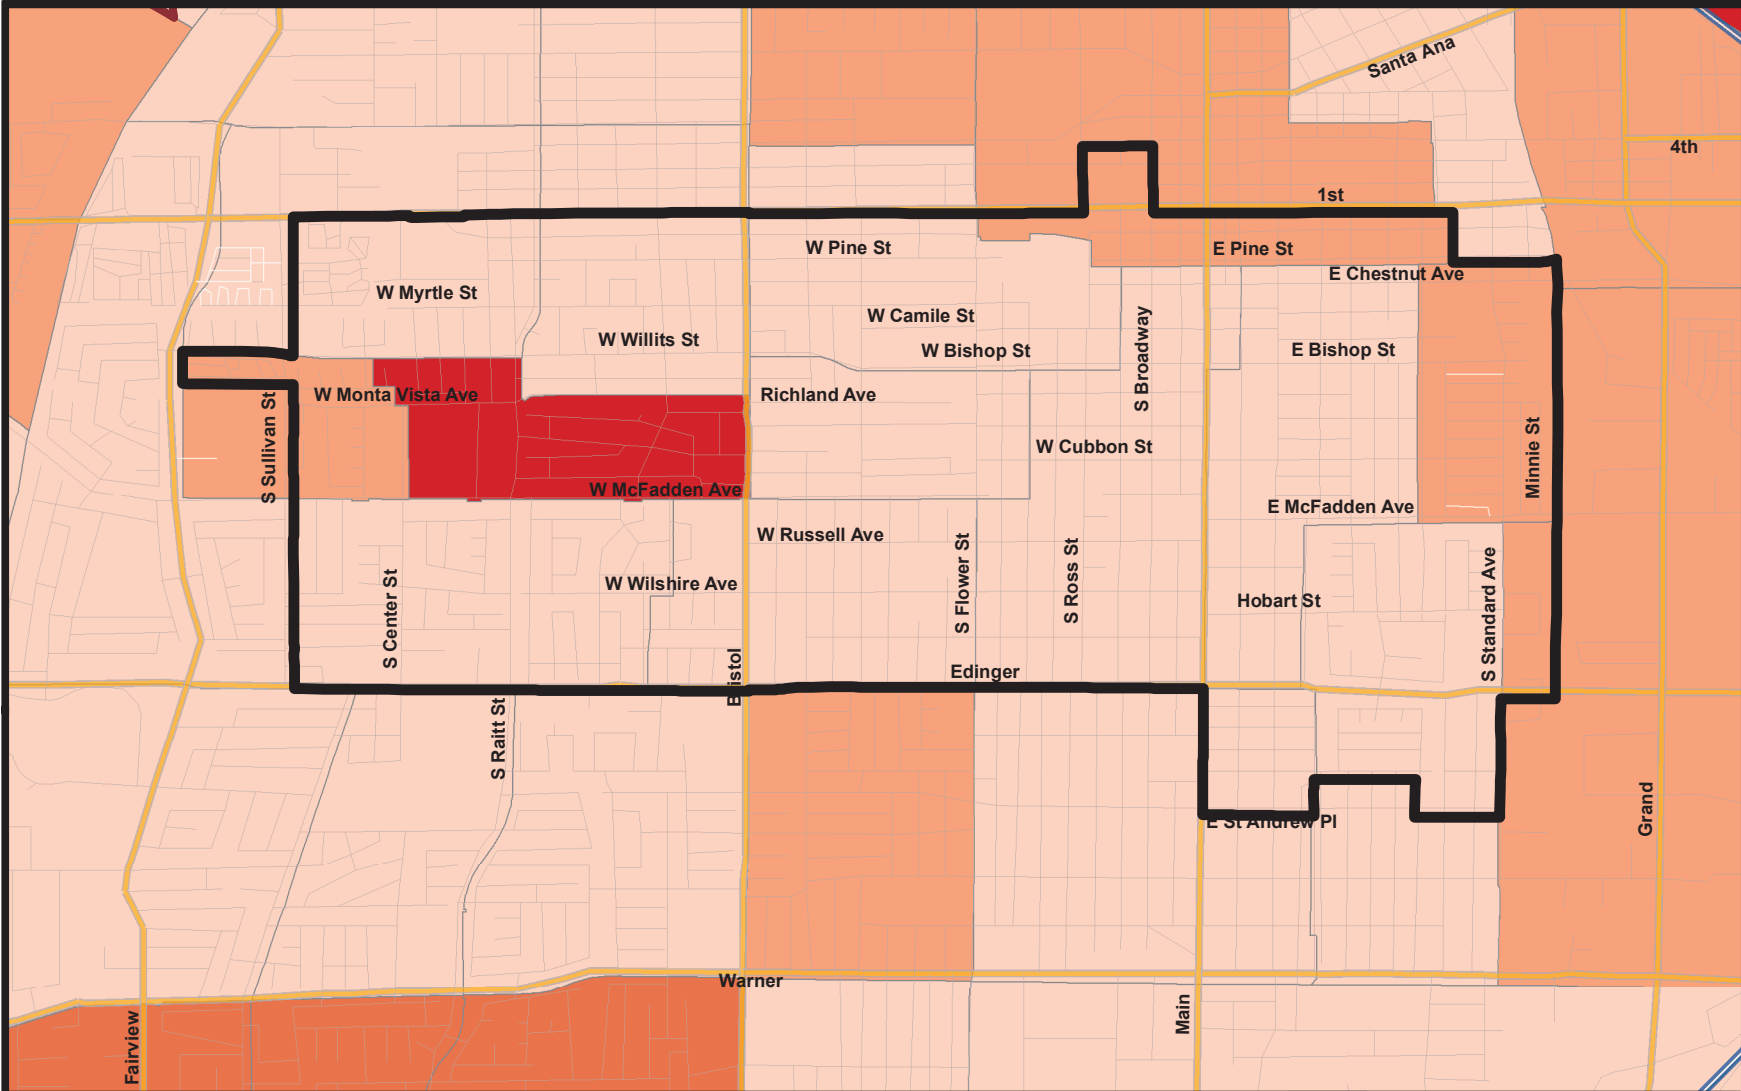 Santa Ana
4th
1st
W Pine St
E Pine St
E Chestnut Ave
W Myrtle St
W Camile St
W Willits St
W Bishop St
E Bishop St
S Broadway
W Monta Vista Ave
Richland Ave
S Sullivan St
W Cubbon St
Minnie St
W McFadden Ave
E McFadden Ave
W Russell Ave
S Flower St
S Ross St
W Wilshire Ave
Hobart St
S Center St
S Standard Ave
Edinger
Bristol
S Raitt St
E St Andrew Pl
Grand
Warner
Main
Fairview